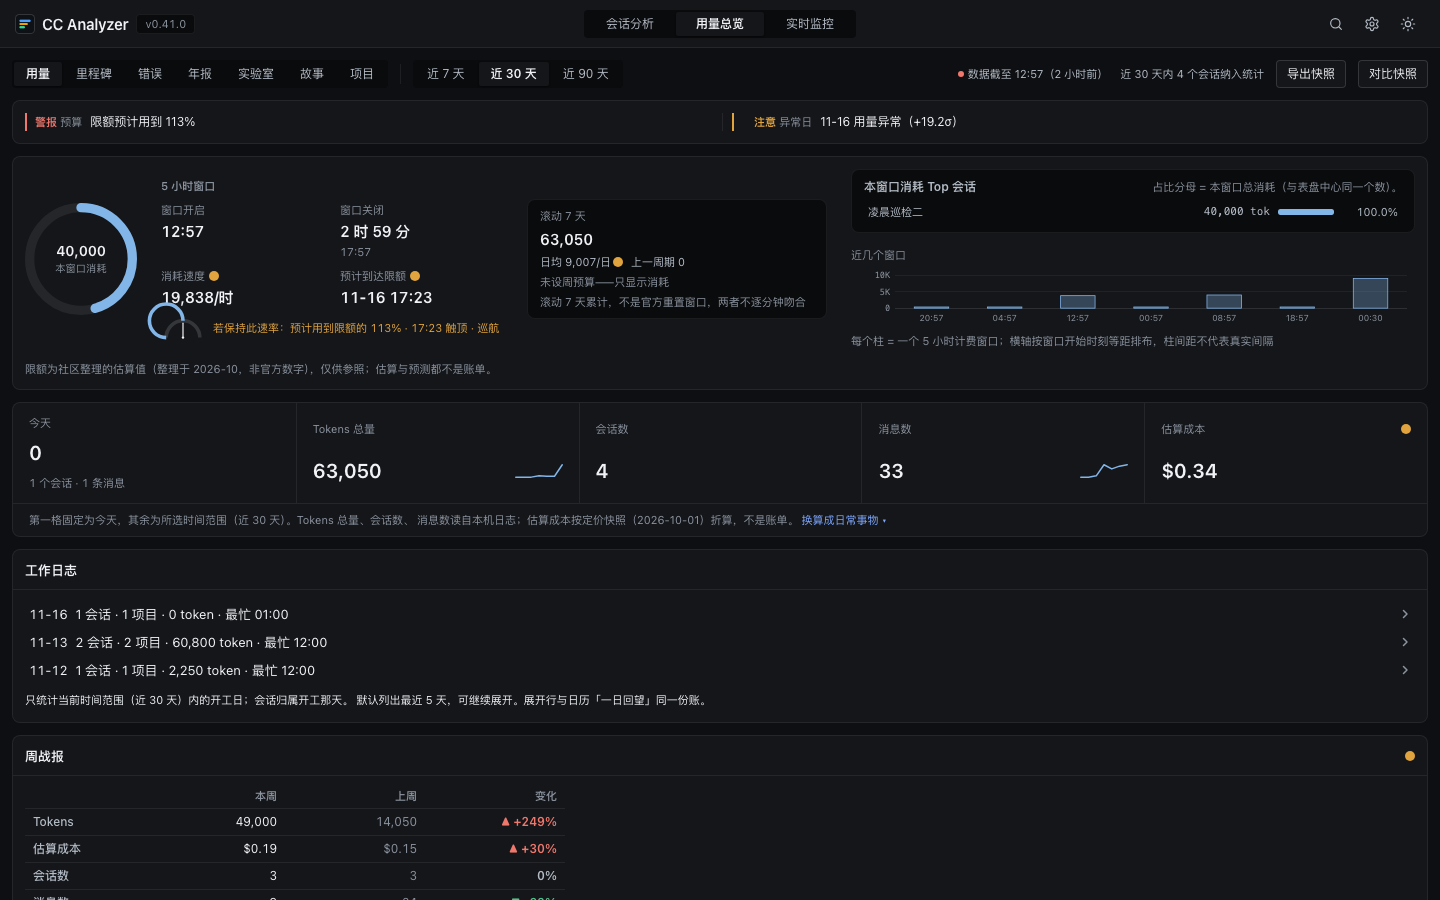 CC Analyzer v0.41.0 会话分析 用量总览 实时监控
用量 里程碑 错误 年报 实验室 故事 项目 近 7 天 近 30 天 近 90 天 数据截至 12:57（2 小时前） 近 30 天内 4 个会话纳入统计 导出快照 对比快照
警报 预算 限额预计用到 113% 注意 异常日 11-16 用量异常（+19.2σ）
40,000
本窗口消耗
5 小时窗口
窗口开启 窗口关闭
12:57 2 时 59 分
17:57
消耗速度 预计到达限额
19,838/时 11-16 17:23
若保持此速率：预计用到限额的 113% · 17:23 触顶 · 巡航
限额为社区整理的估算值（整理于 2026-10，非官方数字），仅供参照；估算与预测都不是账单。
滚动 7 天
63,050
日均 9,007/日 上一周期 0
未设周预算——只显示消耗
滚动 7 天累计，不是官方重置窗口，两者不逐分钟吻合
本窗口消耗 Top 会话 占比分母 = 本窗口总消耗（与表盘中心同一个数）。
凌晨巡检二 40,000 tok 100.0%
近几个窗口
10K
5K
0
20:57 04:57 12:57 00:57 08:57 18:57 00:30
每个柱 = 一个 5 小时计费窗口；横轴按窗口开始时刻等距排布，柱间距不代表真实间隔
今天
0
1 个会话 · 1 条消息
Tokens 总量
63,050
会话数
4
消息数
33
估算成本
$0.34
第一格固定为今天，其余为所选时间范围（近 30 天）。Tokens 总量、会话数、 消息数读自本机日志；估算成本按定价快照（2026-10-01）折算，不是账单。 换算成日常事物
工作日志
11-16 1 会话 · 1 项目 · 0 token · 最忙 01:00
11-13 2 会话 · 2 项目 · 60,800 token · 最忙 12:00
11-12 1 会话 · 1 项目 · 2,250 token · 最忙 12:00
只统计当前时间范围（近 30 天）内的开工日；会话归属开工那天。 默认列出最近 5 天，可继续展开。展开行与日历「一日回望」同一份账。
周战报
本周 上周 变化
Tokens 49,000 14,050 ▲ +249%
估算成本 $0.19 $0.15 ▲ +30%
会话数 3 3 0%